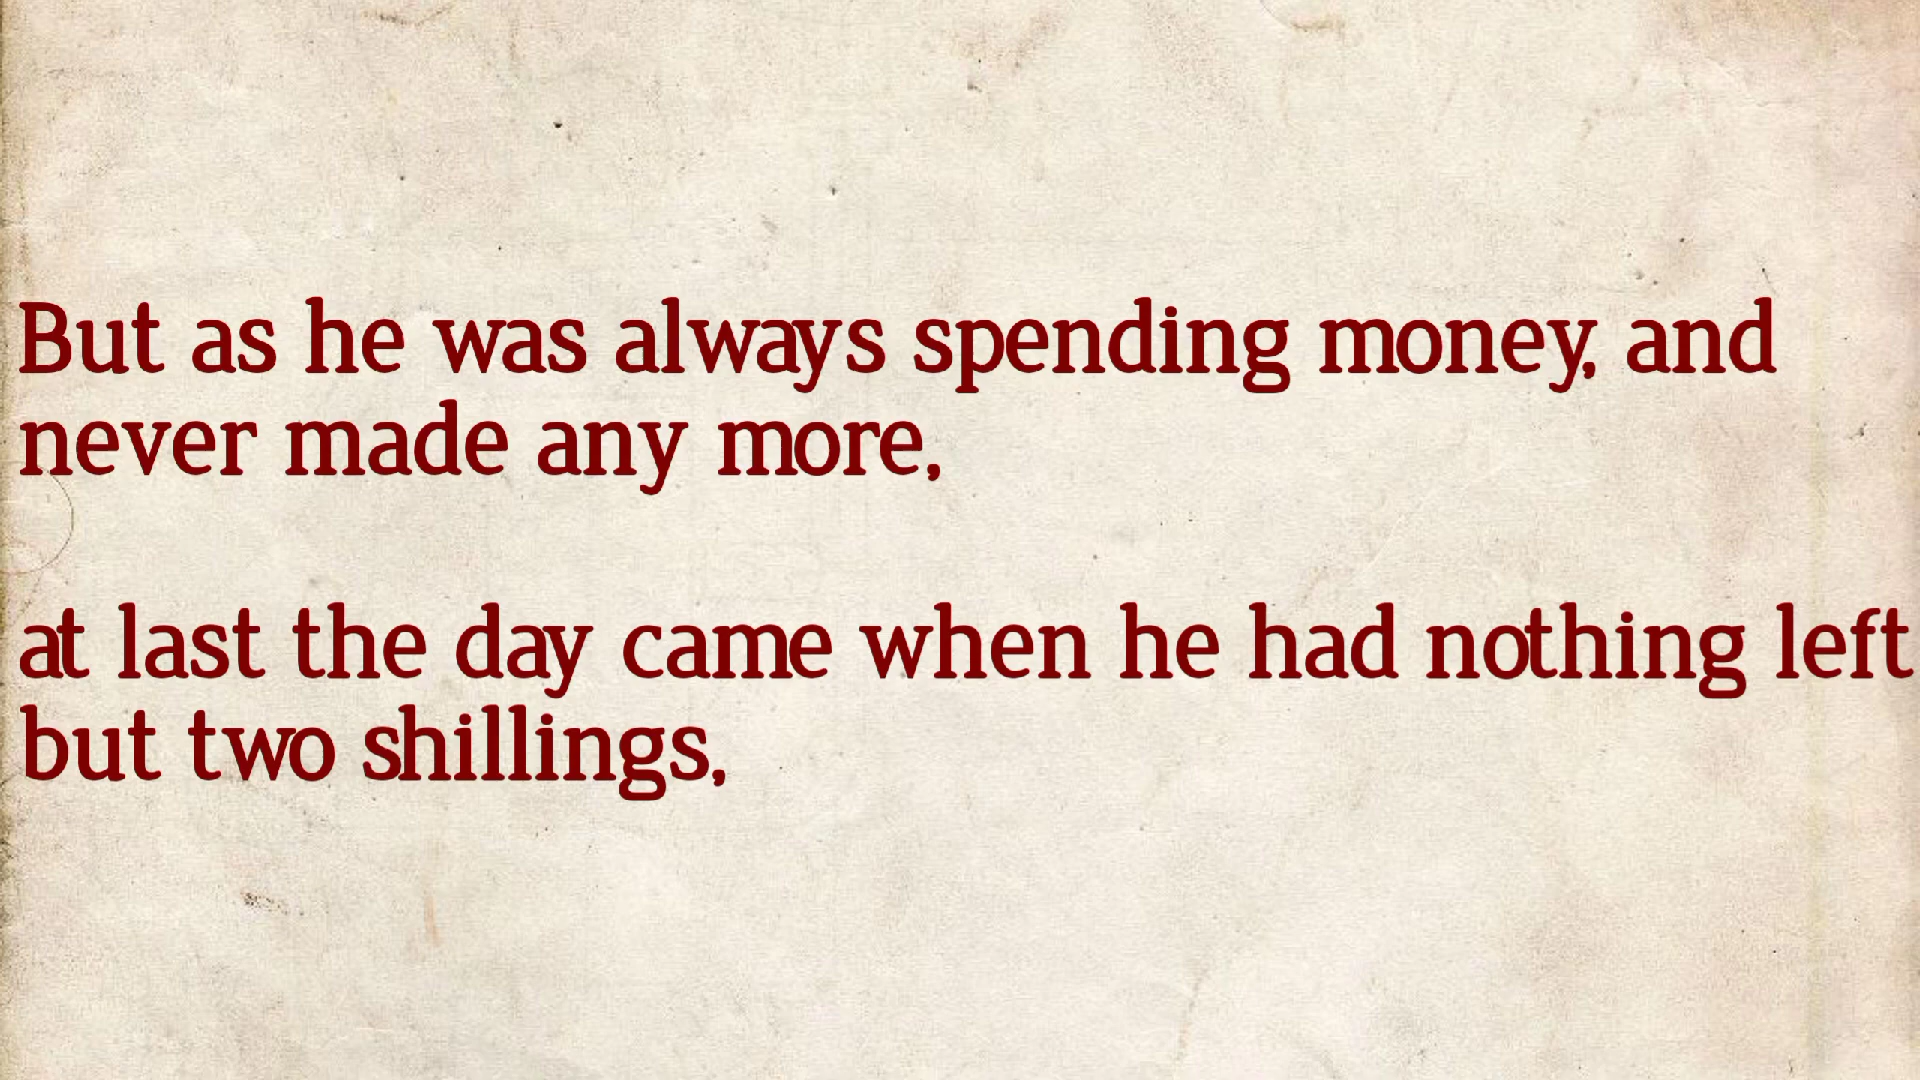 But as he was always spending money, and
never made any more,
at last the day came when he had nothing left
but two shillings,